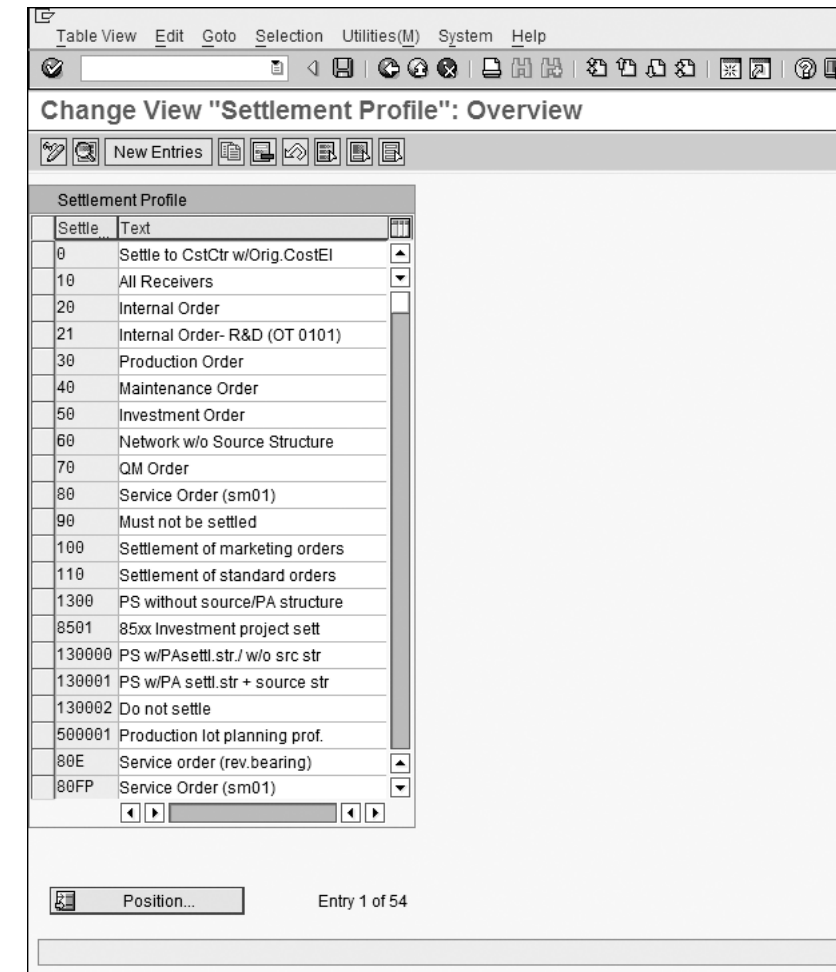 Table View Edit Goto Selection Utilities(M) System Help
Change View "Settlement Profile": Overview
New Entries
Settlement Profile
Settle... Text
0 Settle to CstCtr w/Orig.CostEl
10 All Receivers
20 Internal Order
21 Internal Order- R&D (OT 0101)
30 Production Order
40 Maintenance Order
50 Investment Order
60 Network w/o Source Structure
70 QM Order
80 Service Order (sm01)
90 Must not be settled
100 Settlement of marketing orders
110 Settlement of standard orders
1300 PS without source/PA structure
8501 85xx Investment project sett
130000 PS w/PAsettl.str./ w/o src str
130001 PS w/PA settl.str + source str
130002 Do not settle
500001 Production lot planning prof.
80E Service order (rev.bearing)
80FP Service Order (sm01)
Position... Entry 1 of 54